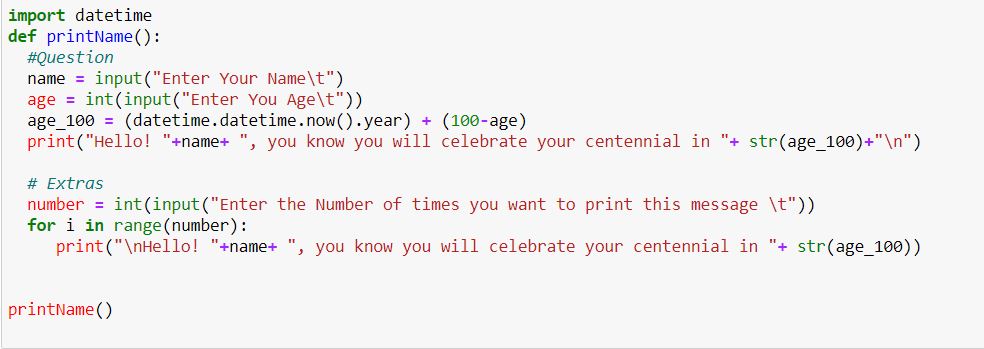 import datetime
def printName():
  #Question
  name = input("Enter Your Name\t")
  age = int(input("Enter You Age\t"))
  age_100 = (datetime.datetime.now().year) + (100-age)
  print("Hello! "+name+ ", you know you will celebrate your centennial in "+ str(age_100)+"\n")

  # Extras
  number = int(input("Enter the Number of times you want to print this message \t"))
  for i in range(number):
     print("\nHello! "+name+ ", you know you will celebrate your centennial in "+ str(age_100))


printName()